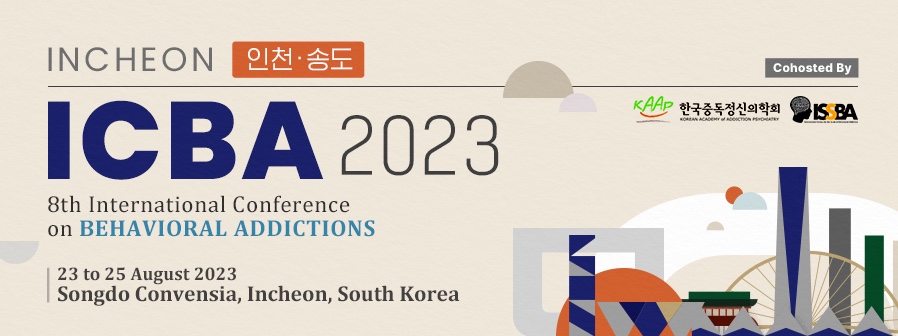 INCHEON 인천·송도
Cohosted By
ICBA 2023
KAAP 한국중독정신의학회
KOREAN ACADEMY of ADDICTION PSYCHIATRY
ISSBA
8th International Conference
on BEHAVIORAL ADDICTIONS
23 to 25 August 2023
Songdo Convensia, Incheon, South Korea